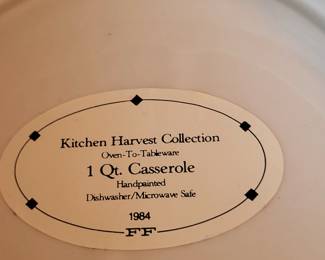 Kitchen Harvest Collection
Oven-To-Tableware
1 Qt. Casserole
Handpainted
Dishwasher/Microwave Safe
1984
FF